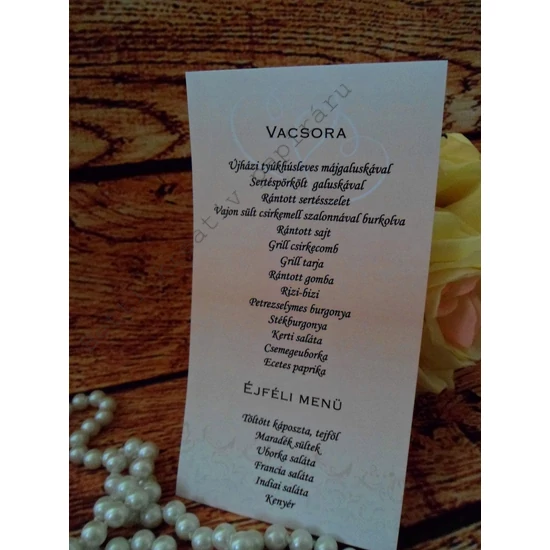 VACSORA
Újházi tyúkhúsleves májgaluskával
Sertéspörkölt galuskával
Rántott sertésszelet
Vajon sült csirkemell szalonnával burkolva
Rántott sajt
Grill csirkecomb
Grill tarja
Rántott gomba
Rizi-bizi
Petrezselymes burgonya
Stékburgonya
Kerti saláta
Csemegeuborka
Ecetes paprika
ÉJFÉLI MENÜ
Töltött káposzta, tejföl
Maradék sültek
Uborka saláta
Francia saláta
Indiai saláta
Kenyér